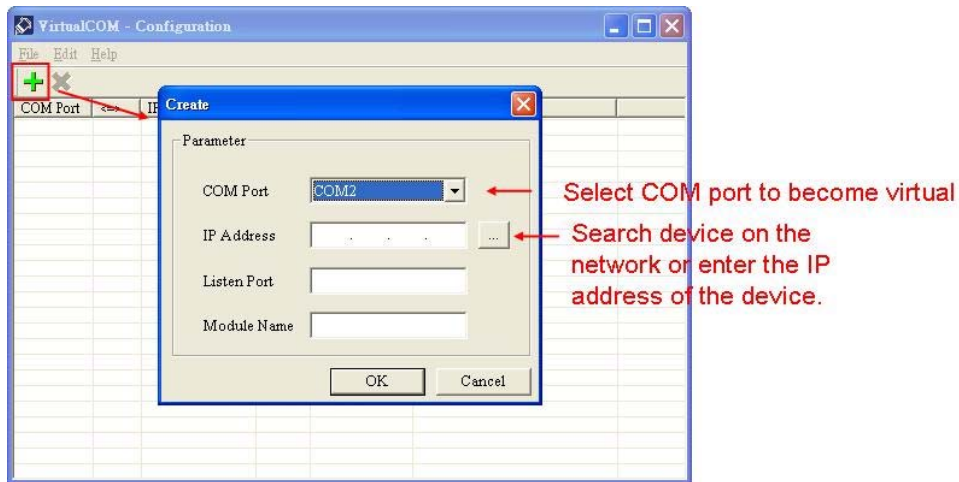 VirtualCOM - Configuration
File Edit Help
COM Port <=> IP
Create
Parameter
COM Port COM2
Select COM port to become virtual
IP Address . . . ...
Search device on the
network or enter the IP
address of the device.
Listen Port
Module Name
OK Cancel